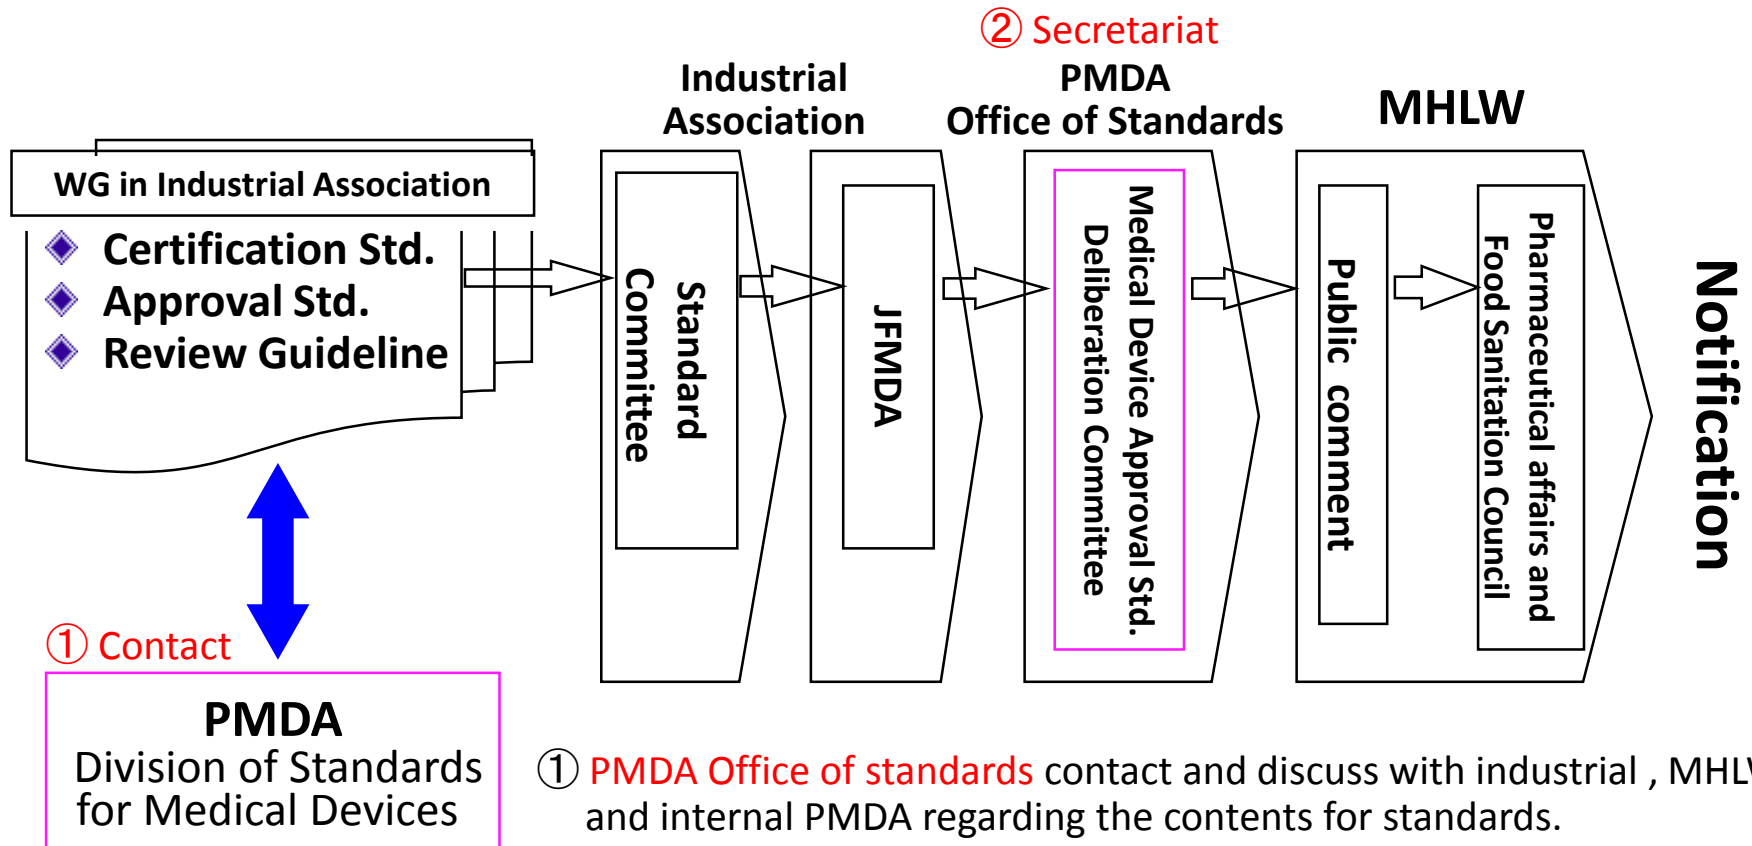 ② Secretariat
Industrial
Association
PMDA
Office of Standards
MHLW
WG in Industrial Association
Certification Std.
Approval Std.
Review Guideline
Standard
Committee
JFMDA
Medical Device Approval Std.
Deliberation Committee
Public comment
Pharmaceutical affairs and
Food Sanitation Council
Notification
① Contact
PMDA
Division of Standards
for Medical Devices
① PMDA Office of standards contact and discuss with industrial , MHLW
and internal PMDA regarding the contents for standards.